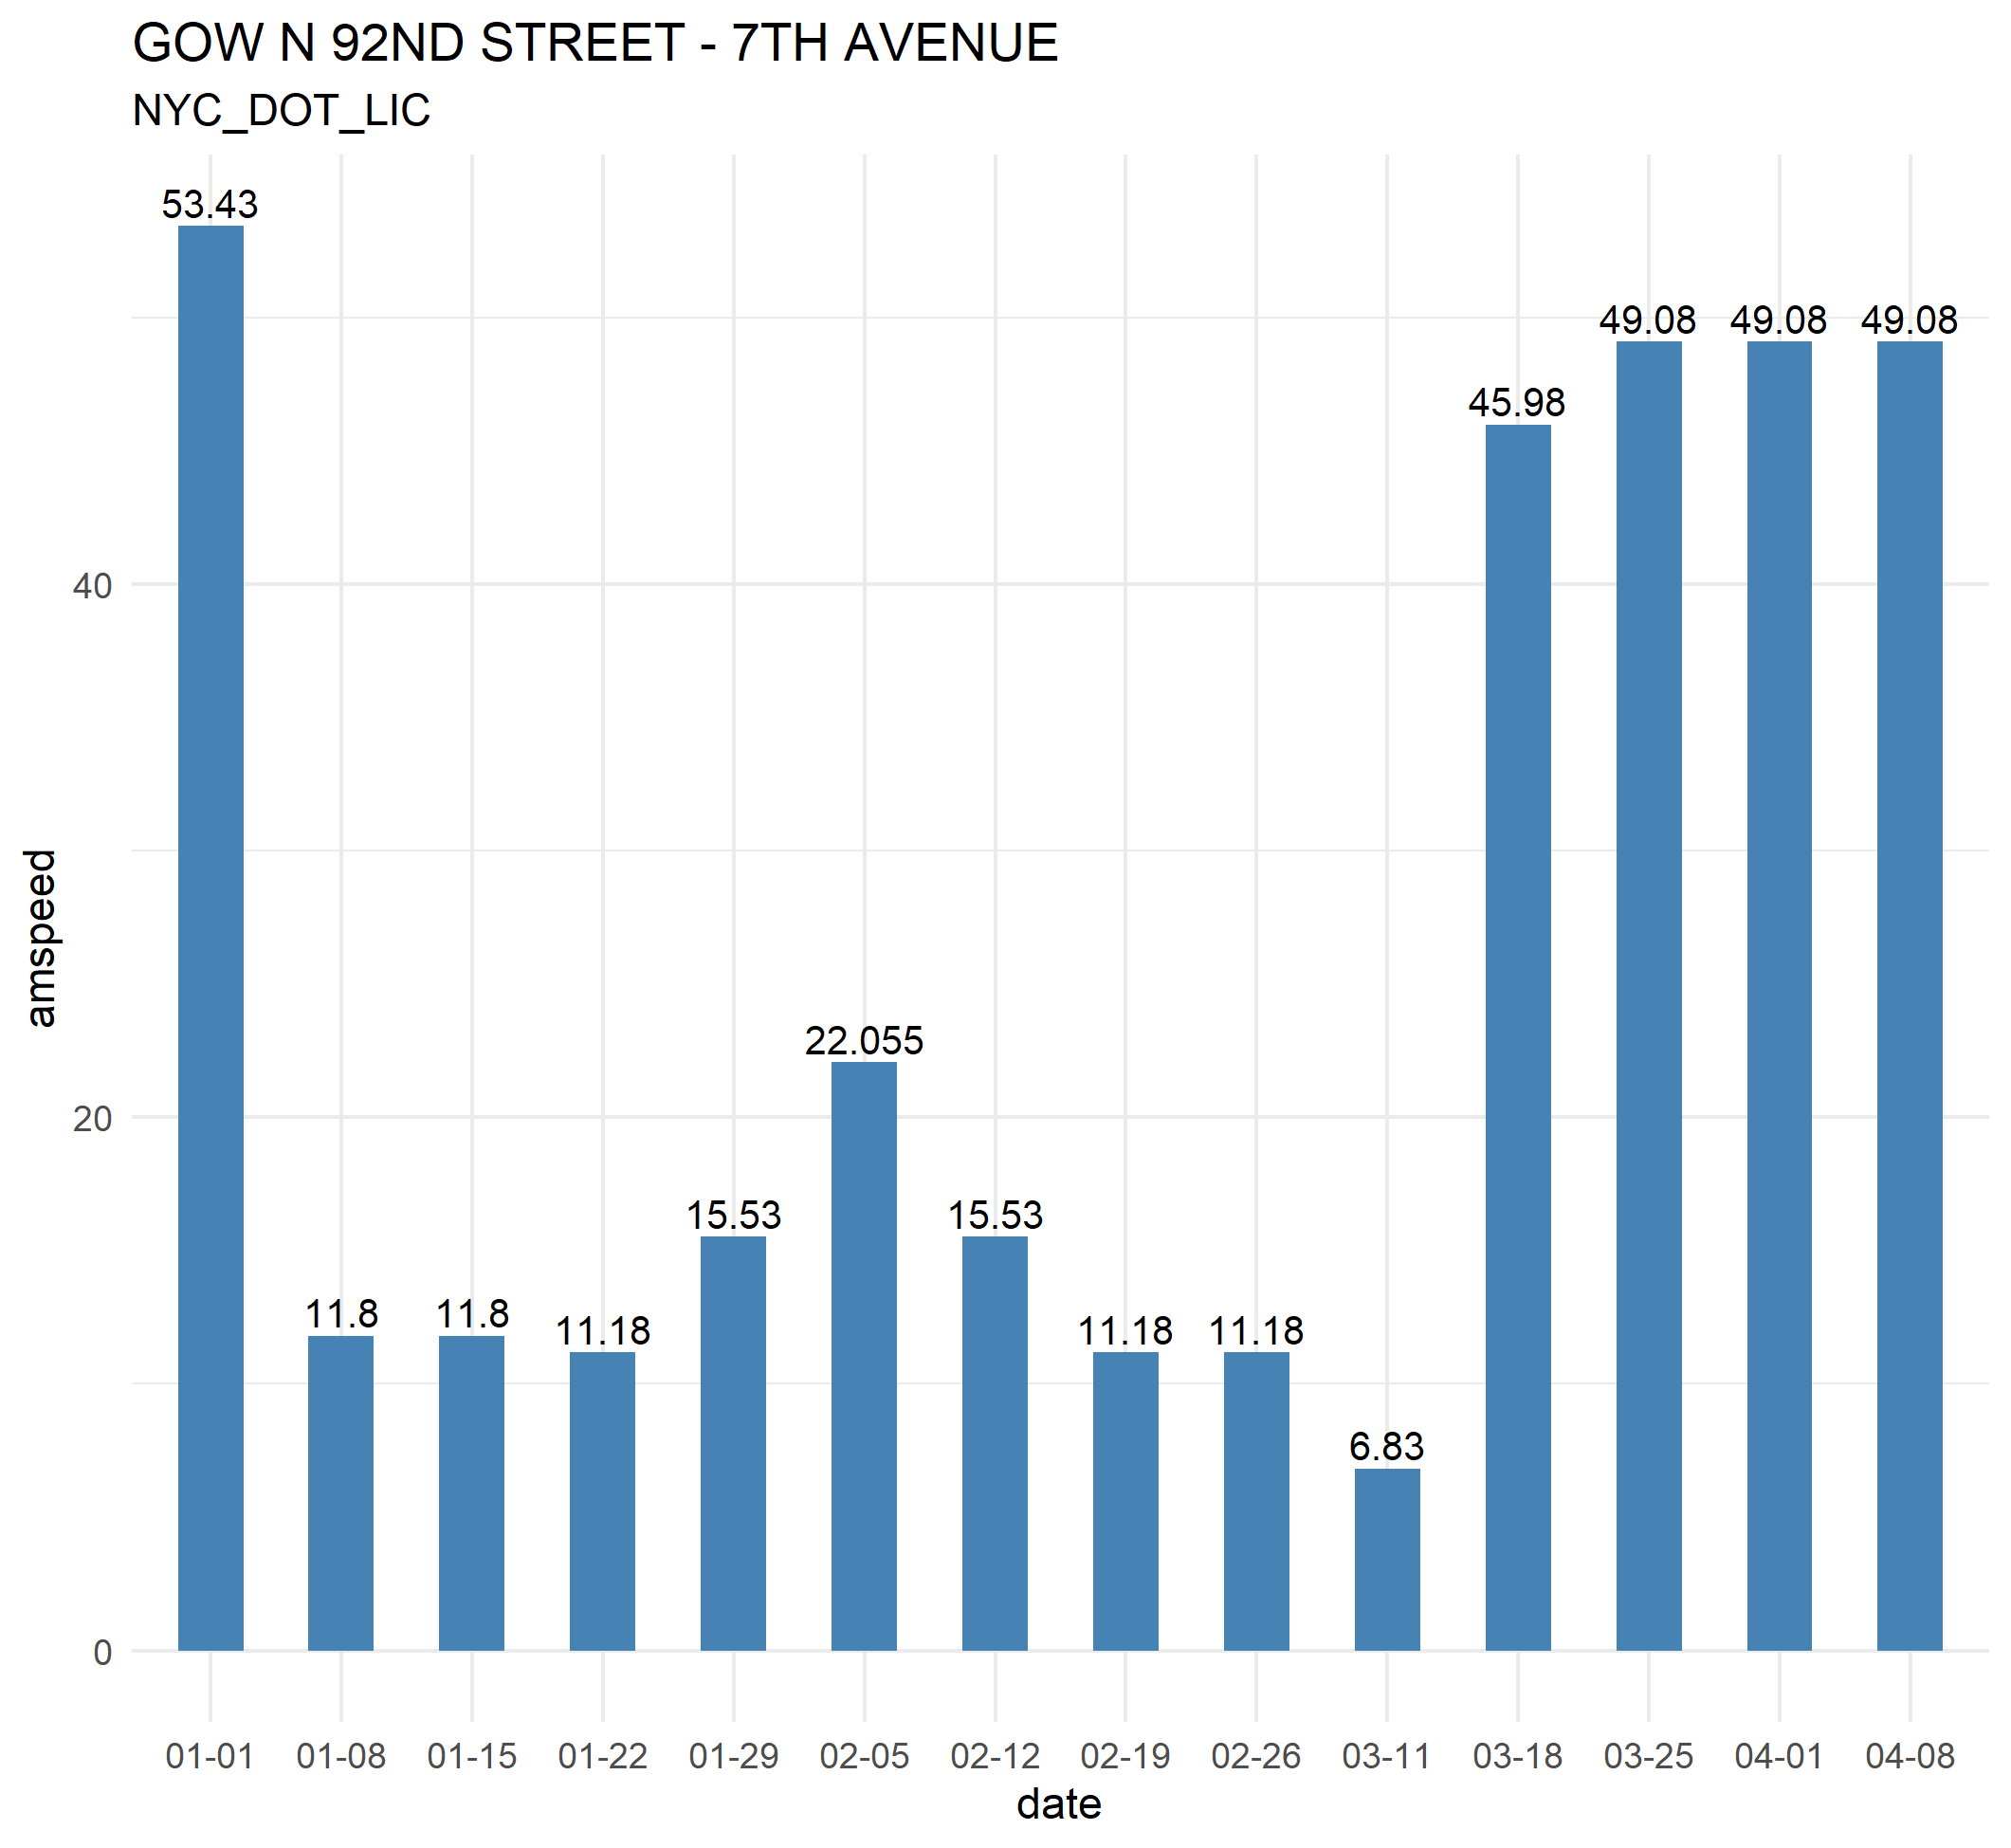 GOW N 92ND STREET - 7TH AVENUE
NYC_DOT_LIC
53.43
49.08 49.08 49.08
45.98
40
22.055
20
15.53 15.53
11.8 11.8
11.18 11.18 11.18
6.83
0
amspeed
01-01 01-08 01-15 01-22 01-29 02-05 02-12 02-19 02-26 03-11 03-18 03-25 04-01 04-08
date